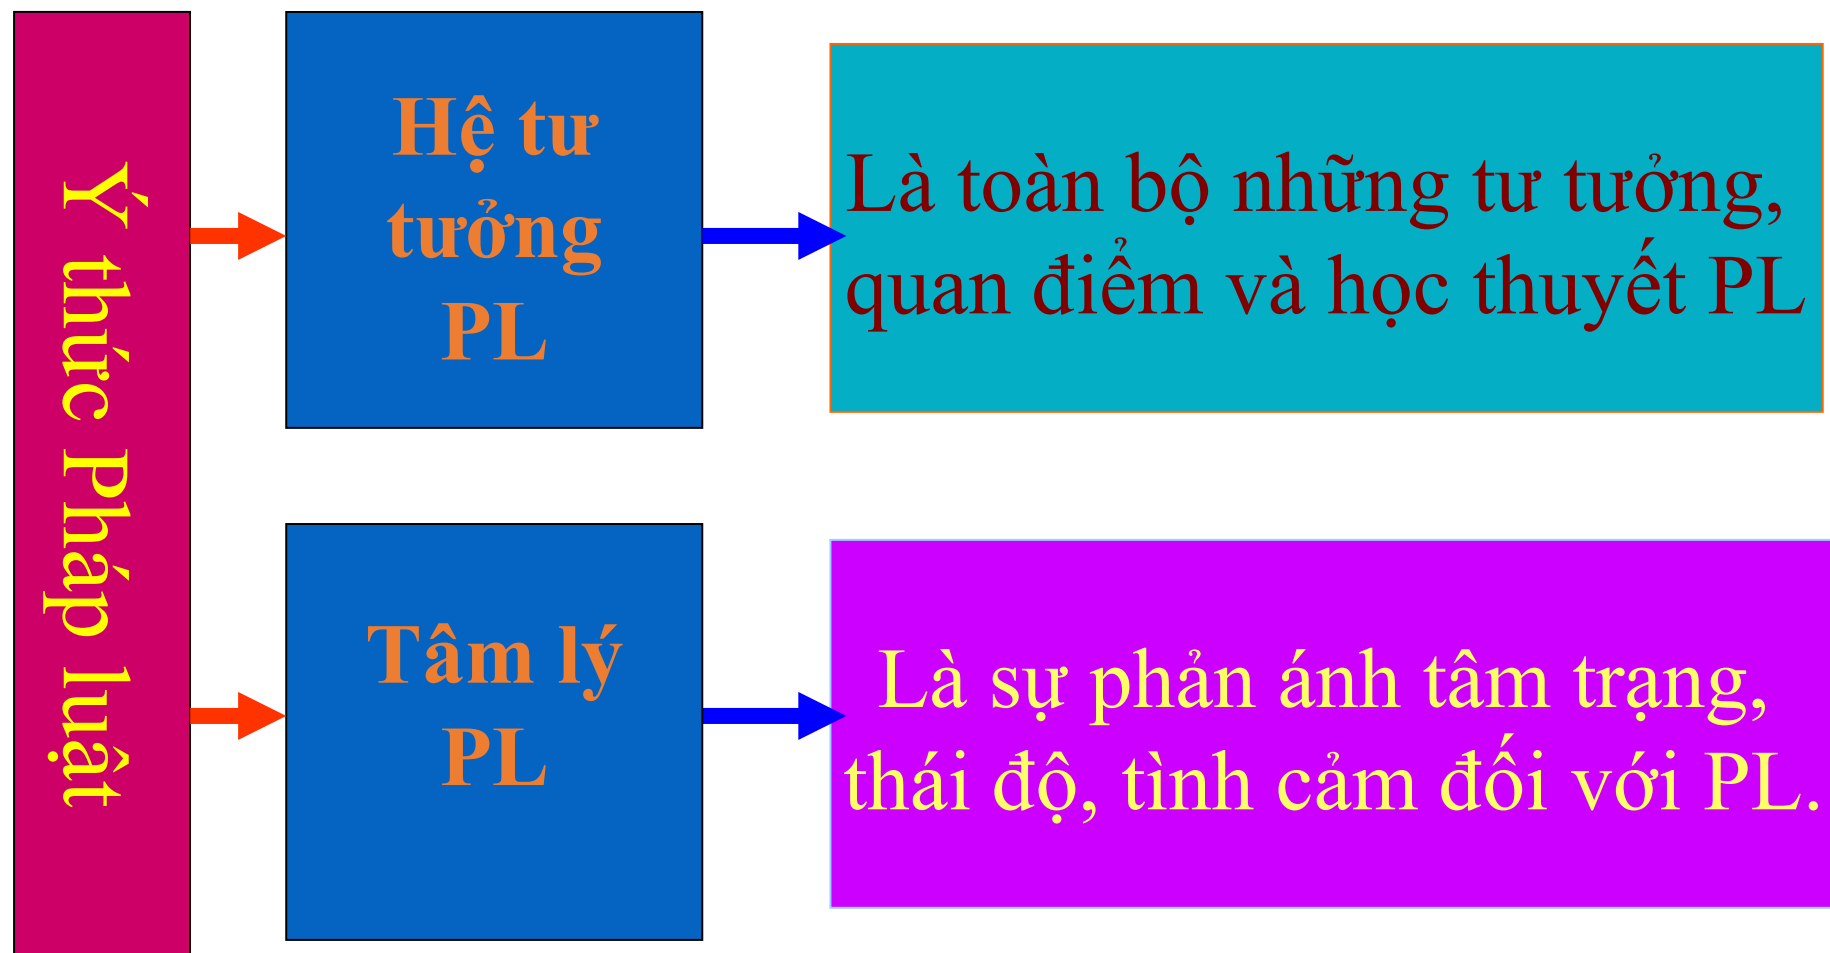 Ý thức Pháp luật
Hệ tư
tưởng
PL
Là toàn bộ những tư tưởng,
quan điểm và học thuyết PL
Tâm lý
PL
Là sự phản ánh tâm trạng,
thái độ, tình cảm đối với PL.